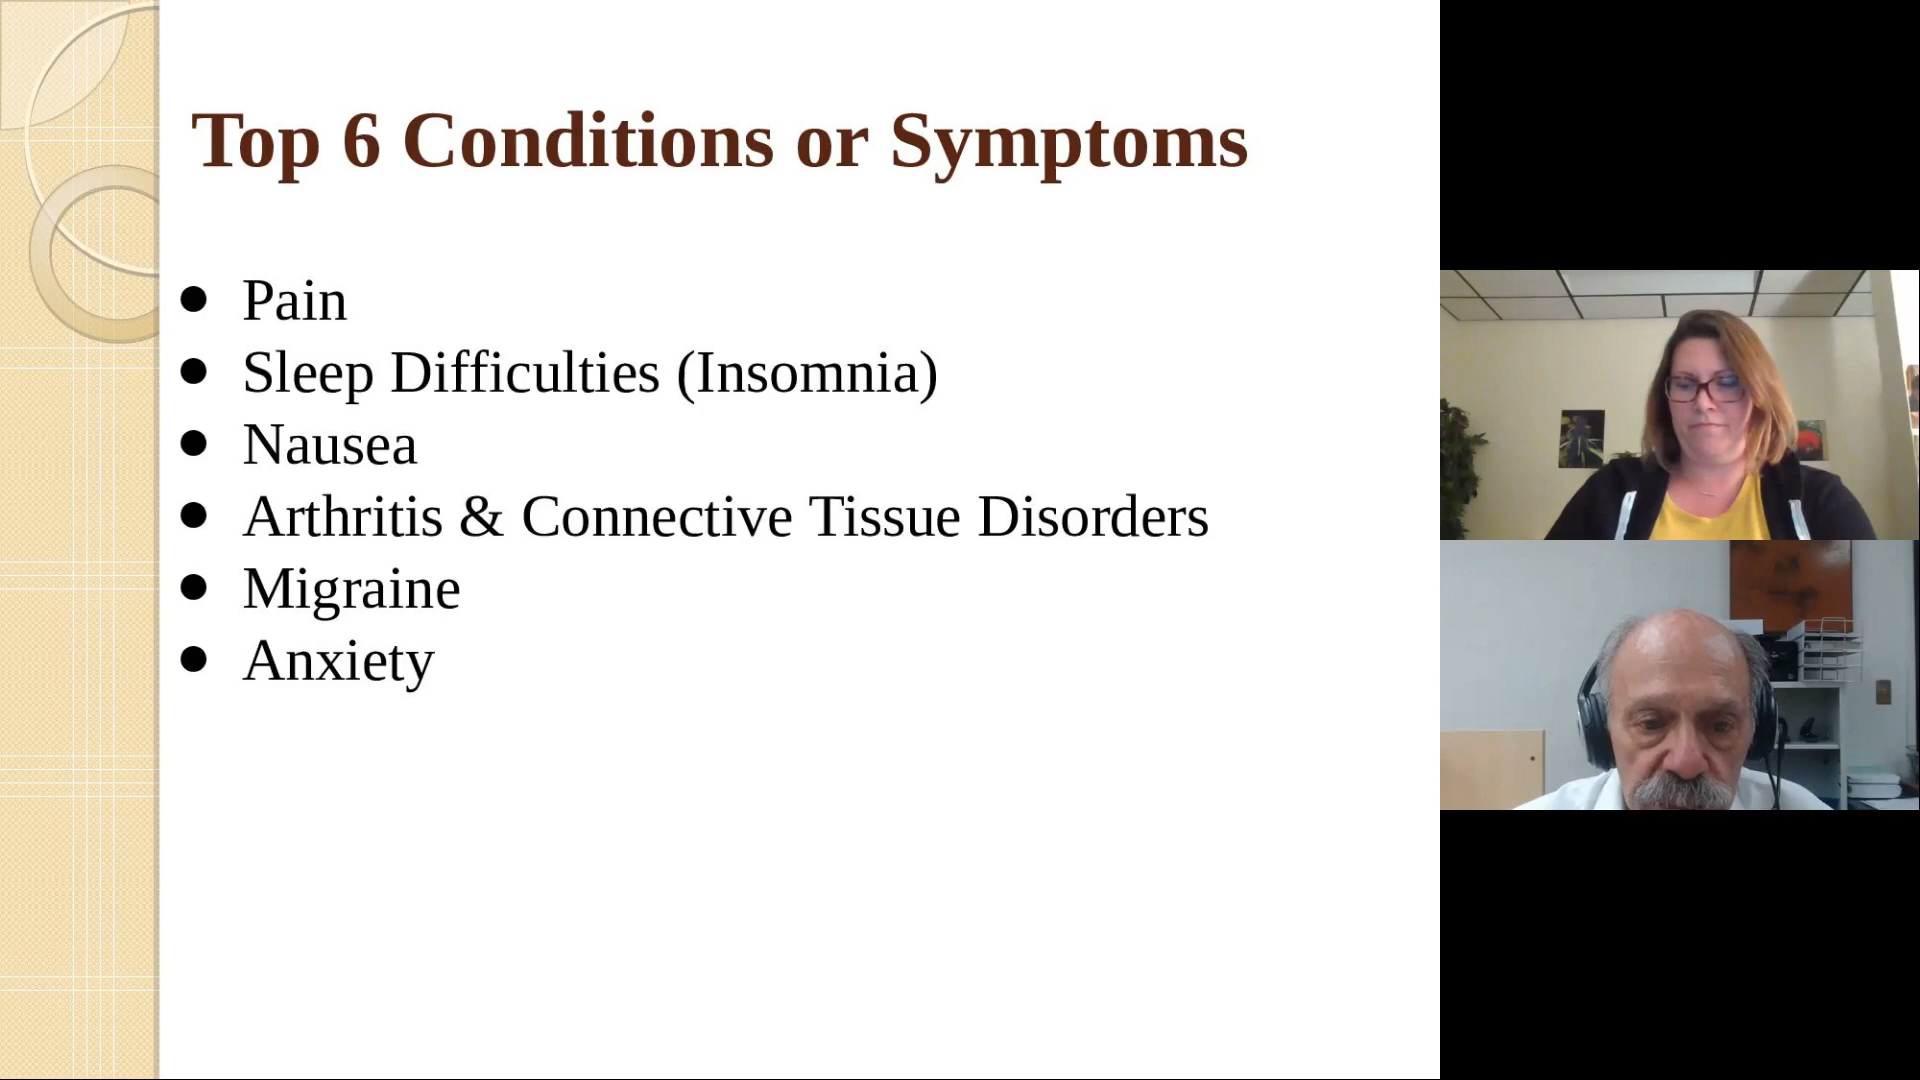 Top 6 Conditions or Symptoms
● Pain
● Sleep Difficulties (Insomnia)
● Nausea
● Arthritis & Connective Tissue Disorders
● Migraine
● Anxiety